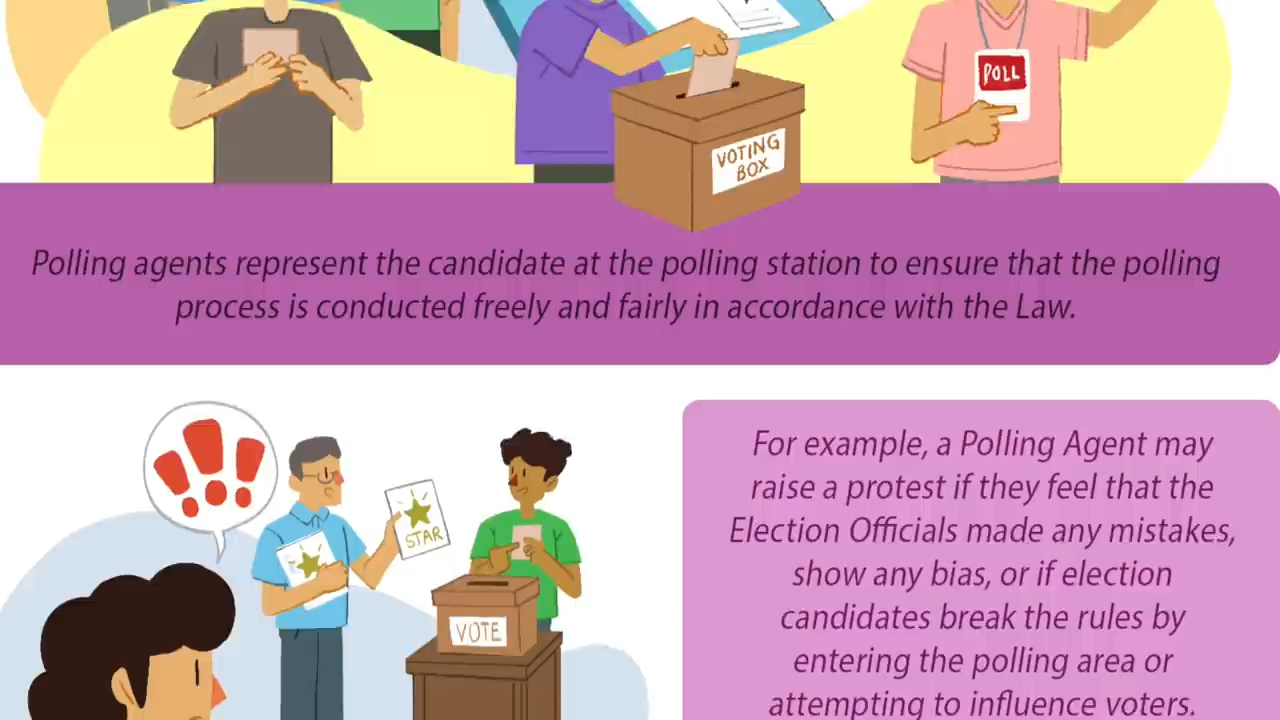 POLL
VOTING
BOX
Polling agents represent the candidate at the polling station to ensure that the polling
process is conducted freely and fairly in accordance with the Law.
STAR
VOTE
For example, a Polling Agent may
raise a protest if they feel that the
Election Officials made any mistakes,
show any bias, or if election
candidates break the rules by
entering the polling area or
attempting to influence voters.